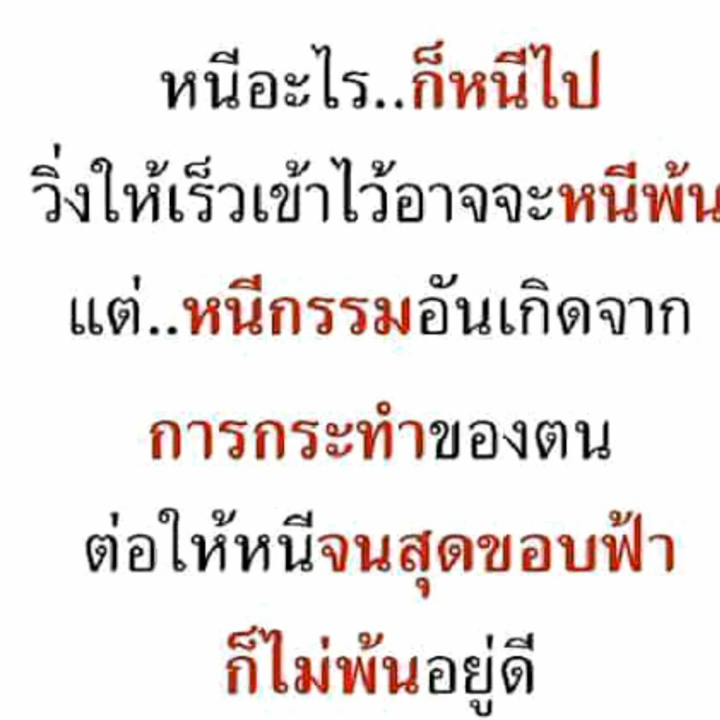 หนีอะไร..ก็หนีไป
วิ่งให้เร็วเข้าไว้อาจจะหนีพ้น
แต่..หนีกรรมอันเกิดจาก
การกระทำของตน
ต่อให้หนีจนสุดขอบฟ้า
ก็ไม่พ้นอยู่ดี